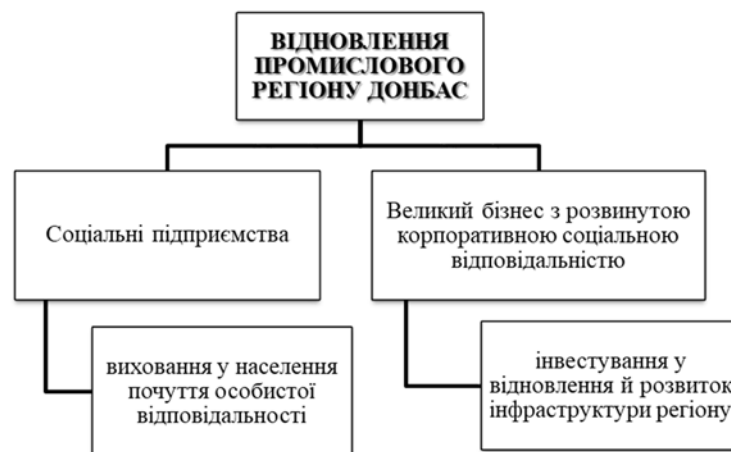 ВІДНОВЛЕННЯ
ПРОМИСЛОВОГО
РЕГІОНУ ДОНБАС
Соціальні підприємства
Великий бізнес з розвинутою
корпоративною соціальною
відповідальністю
виховання у населення
почуття особистої
відповідальності
інвестування у
відновлення й розвиток
інфраструктури регіону